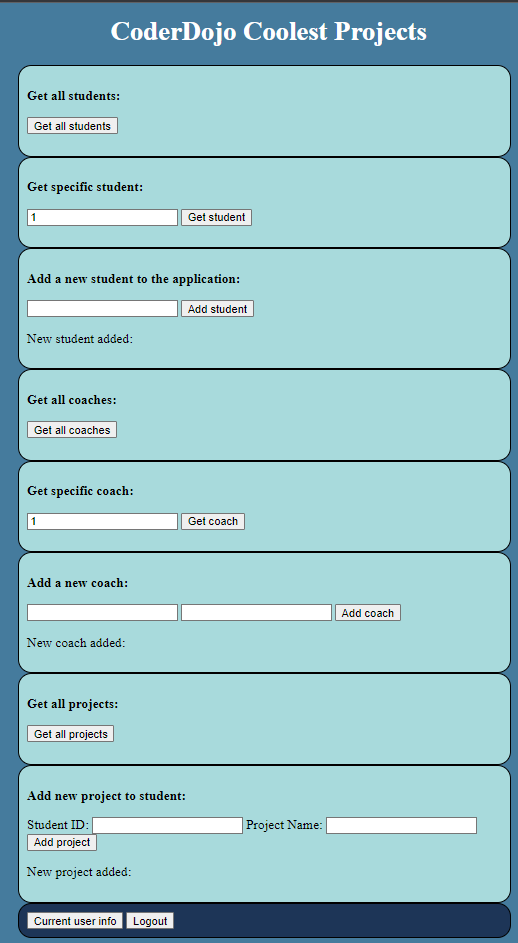 CoderDojo Coolest Projects
Get all students:
Get all students
Get specific student:
1 Get student
Add a new student to the application:
Add student
New student added:
Get all coaches:
Get all coaches
Get specific coach:
1 Get coach
Add a new coach:
Add coach
New coach added:
Get all projects:
Get all projects
Add new project to student:
Student ID: Project Name:
Add project
New project added:
Current user info Logout